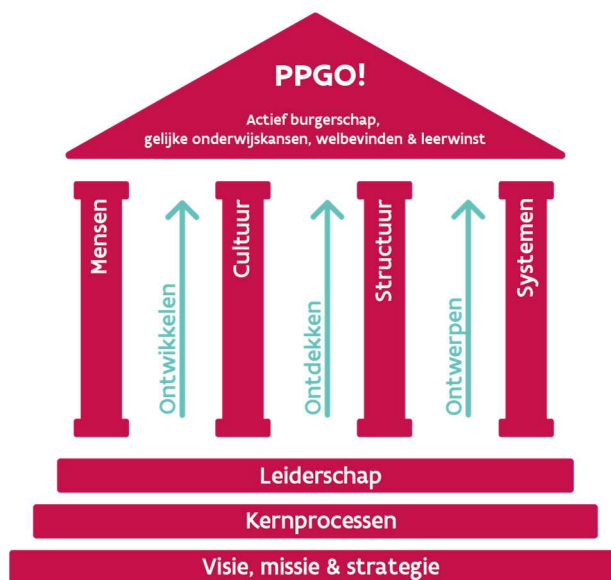 PPGO!
Actief burgerschap,
gelijke onderwijskansen, welbevinden & leerwinst
Mensen
Ontwikkelen
Cultuur
Ontdekken
Structuur
Ontwerpen
Systemen
Leiderschap
Kernprocessen
Visie, missie & strategie